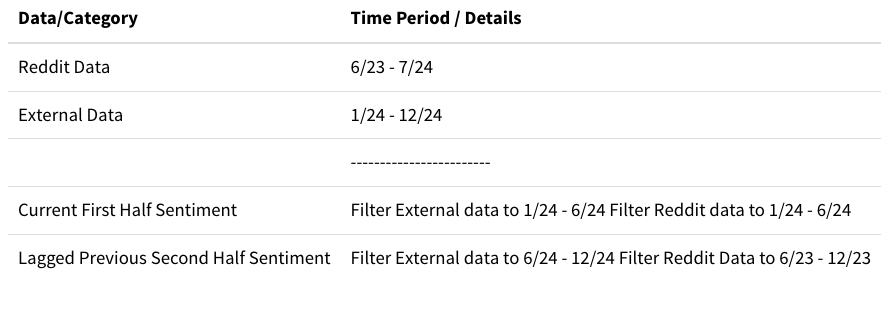 Data/Category Time Period / Details
Reddit Data 6/23 - 7/24
External Data 1/24 - 12/24
------------------------
Current First Half Sentiment Filter External data to 1/24 - 6/24 Filter Reddit data to 1/24 - 6/24
Lagged Previous Second Half Sentiment Filter External data to 6/24 - 12/24 Filter Reddit Data to 6/23 - 12/23